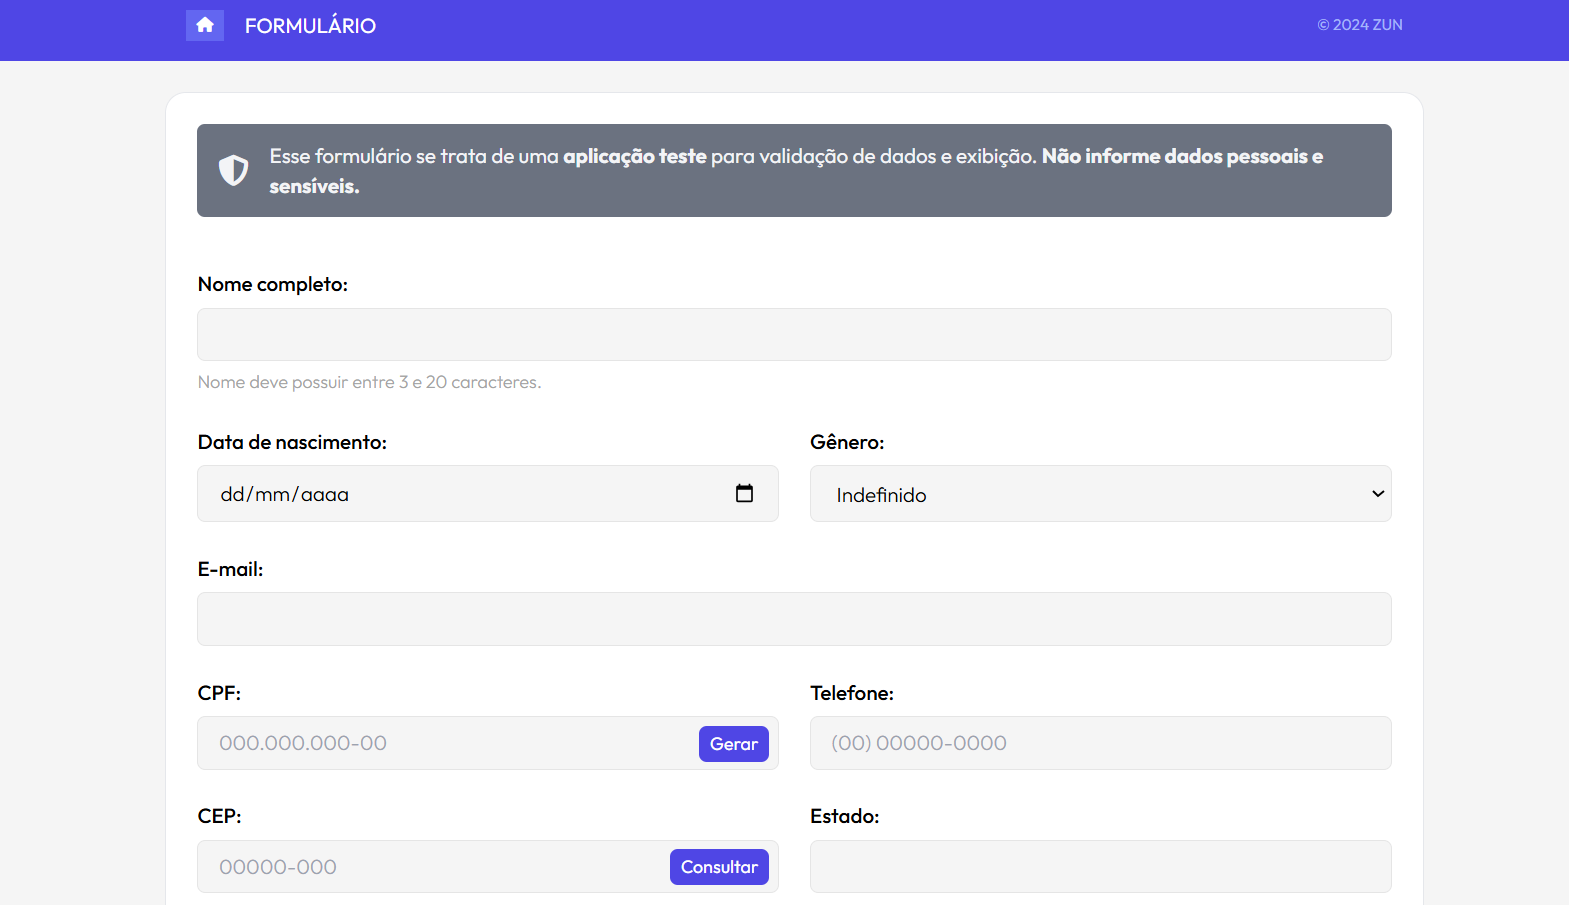 FORMULÁRIO
© 2024 ZUN
Esse formulário se trata de uma aplicação teste para validação de dados e exibição. Não informe dados pessoais e
sensíveis.
Nome completo:
Nome deve possuir entre 3 e 20 caracteres.
Data de nascimento:
Gênero:
dd/mm/aaaa
Indefinido
E-mail:
CPF:
Telefone:
000.000.000-00
Gerar
(00) 00000-0000
CEP:
Estado:
00000-000
Consultar